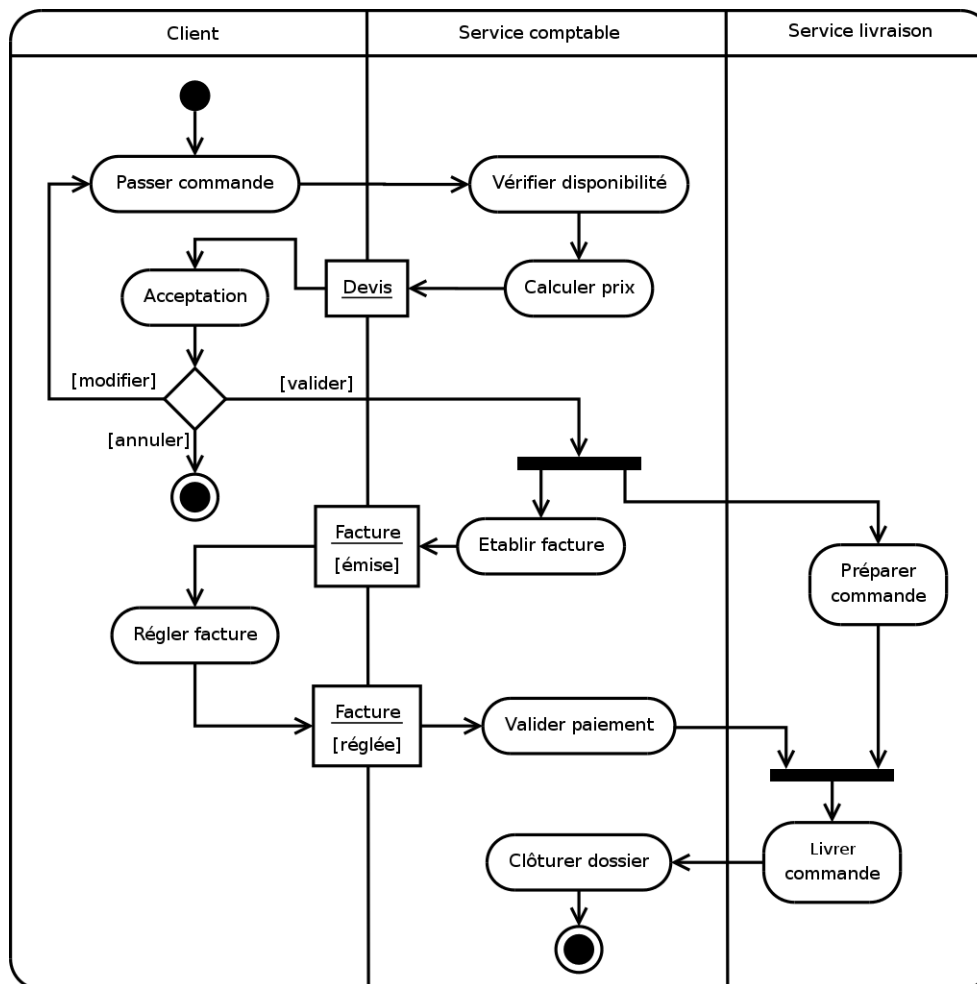 Client
Service comptable
Service livraison
Passer commande
Vérifier disponibilité
Acceptation
Devis
Calculer prix
[modifier]
[valider]
[annuler]
Facture
[émise]
Etablir facture
Préparer
commande
Régler facture
Facture
[réglée]
Valider paiement
Clôturer dossier
Livrer
commande